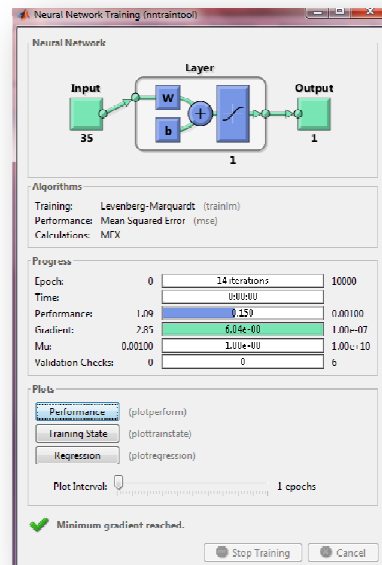 Neural Network Training (nntraintool)
Neural Network
Layer
Input
Output
W
b
+
35
1
1
Algorithms
Training: Levenberg-Marquardt (trainlm)
Performance: Mean Squared Error (mse)
Calculations: MEX
Progress
Epoch: 0 14 iterations 10000
Time: 0:00:00
Performance: 1.09 0.150 0.00100
Gradient: 2.85 1.00e-07
Mu: 0.00100 1.00e+10
Validation Checks: 0 0 6
Plots
Performance (plotperform)
Training State (plottrainstate)
Regression (plotregression)
Plot Interval: 1 epochs
Minimum gradient reached.
Stop Training Cancel